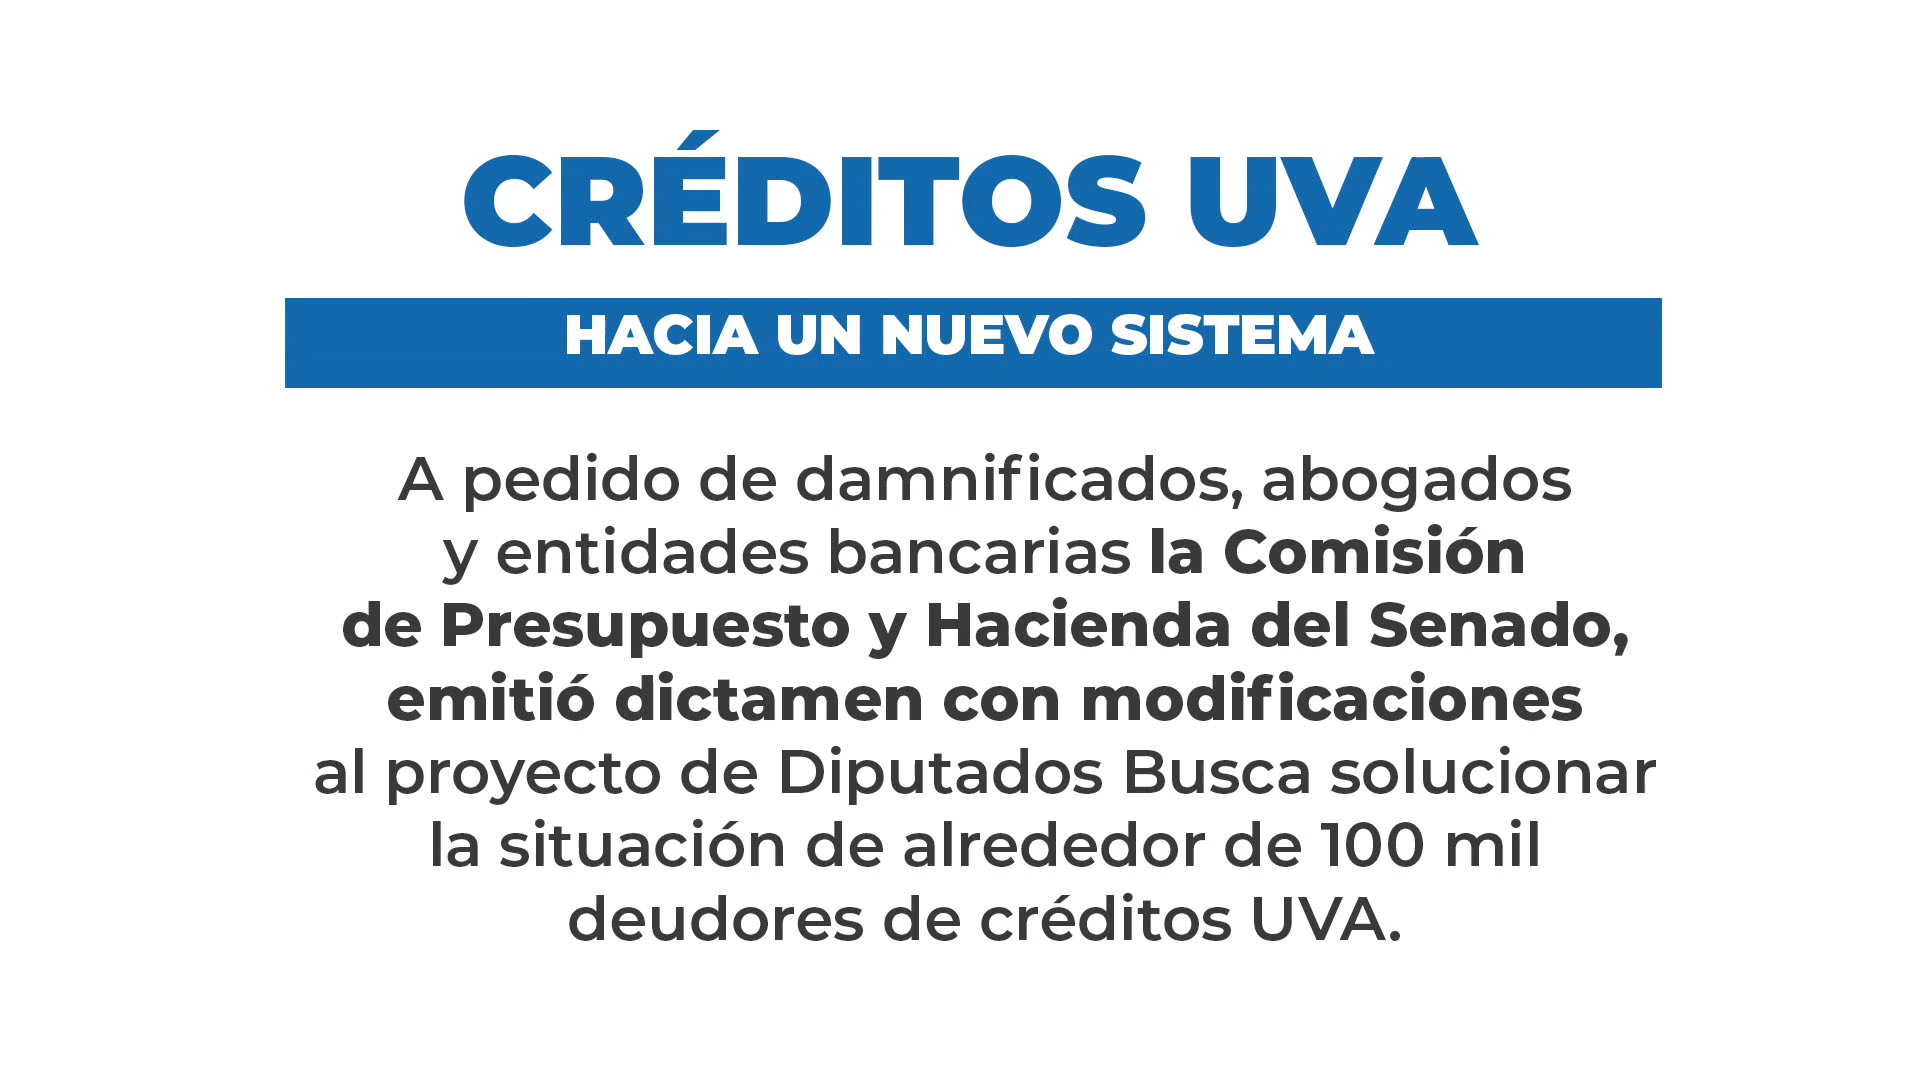 CRÉDITOS UVA
HACIA UN NUEVO SISTEMA
A pedido de damnificados, abogados
y entidades bancarias la Comisión
de Presupuesto y Hacienda del Senado,
emitió dictamen con modificaciones
al proyecto de Diputados Busca solucionar
la situación de alrededor de 100 mil
deudores de créditos UVA.